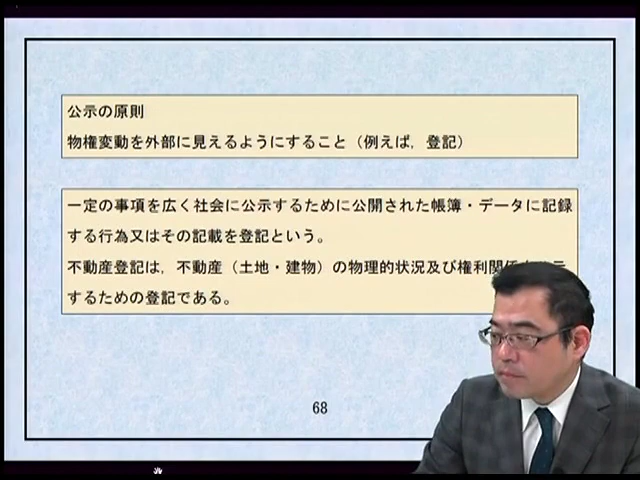 公示の原則
物権変動を外部に見えるようにすること（例えば，登記）
一定の事項を広く社会に公示するために公開された帳簿・データに記録
する行為又はその記載を登記という。
不動産登記は，不動産（土地・建物）の物理的状況及び権利関係
するための登記である。
68